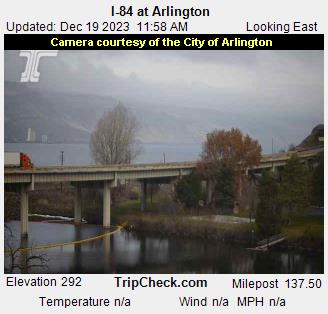 I-84 at Arlington
Updated: Dec 19 2023 11:58 AM Looking East
Camera courtesy of the City of Arlington
Elevation 292 TripCheck.com Milepost 137.50
Temperature n/a Wind n/a MPH n/a